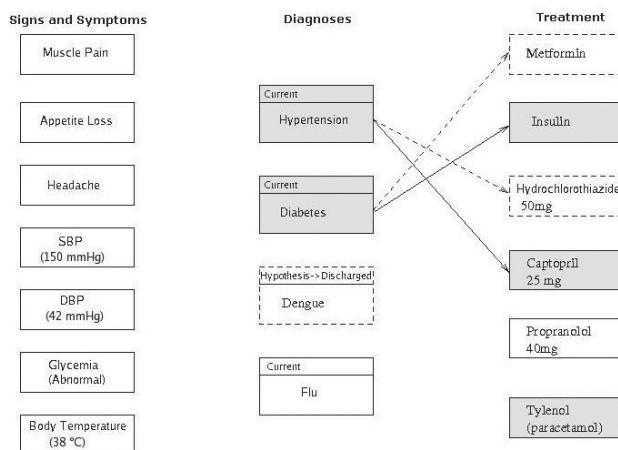 Signs and Symptoms
Muscle Pain
Appetite Loss
Headache
SBP
(150 mmHg)
DBP
(42 mmHg)
Glycemia
(Abnormal)
Body Temperature
(38 °C)
Diagnoses
Current
Hypertension
Current
Diabetes
Hypothesis->Discharged
Dengue
Current
Flu
Treatment
Metformin
Insulin
Hydrochlorothiazide
50mg
Captopril
25 mg
Propranolol
40mg
Tylenol
(paracetamol)